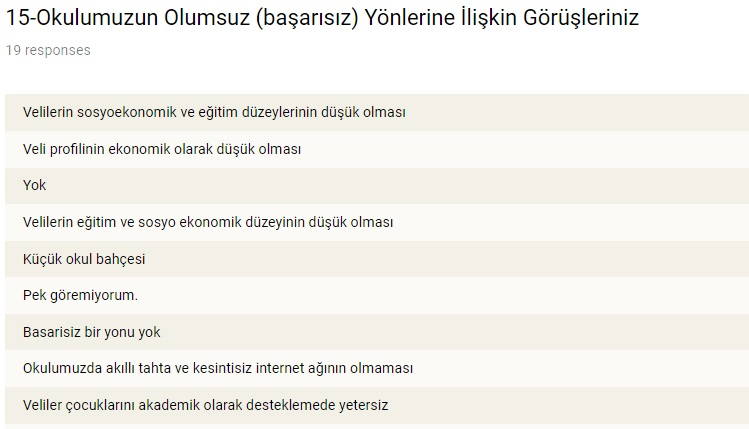 15-Okulumuzun Olumsuz (başarısız) Yönlerine İlişkin Görüşleriniz
19 responses
Velilerin sosyoekonomik ve eğitim düzeylerinin düşük olması
Veli profilinin ekonomik olarak düşük olması
Yok
Velilerin eğitim ve sosyo ekonomik düzeyinin düşük olması
Küçük okul bahçesi
Pek göremiyorum.
Basarisiz bir yonu yok
Okulumuzda akıllı tahta ve kesintisiz internet ağının olmaması
Veliler çocuklarını akademik olarak desteklemede yetersiz